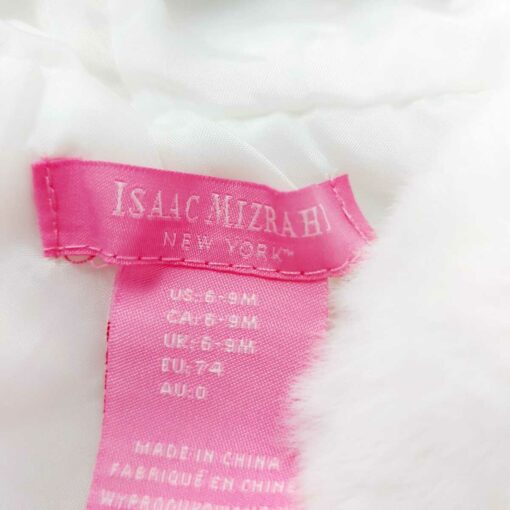 ISAAC MIZRAHI
NEW YORK™
US: 6-9M
CA: 6-9M
UK: 6-9M
EU: 74
AU: 0
MADE IN CHINA
FABRIQUÉ EN CHINE